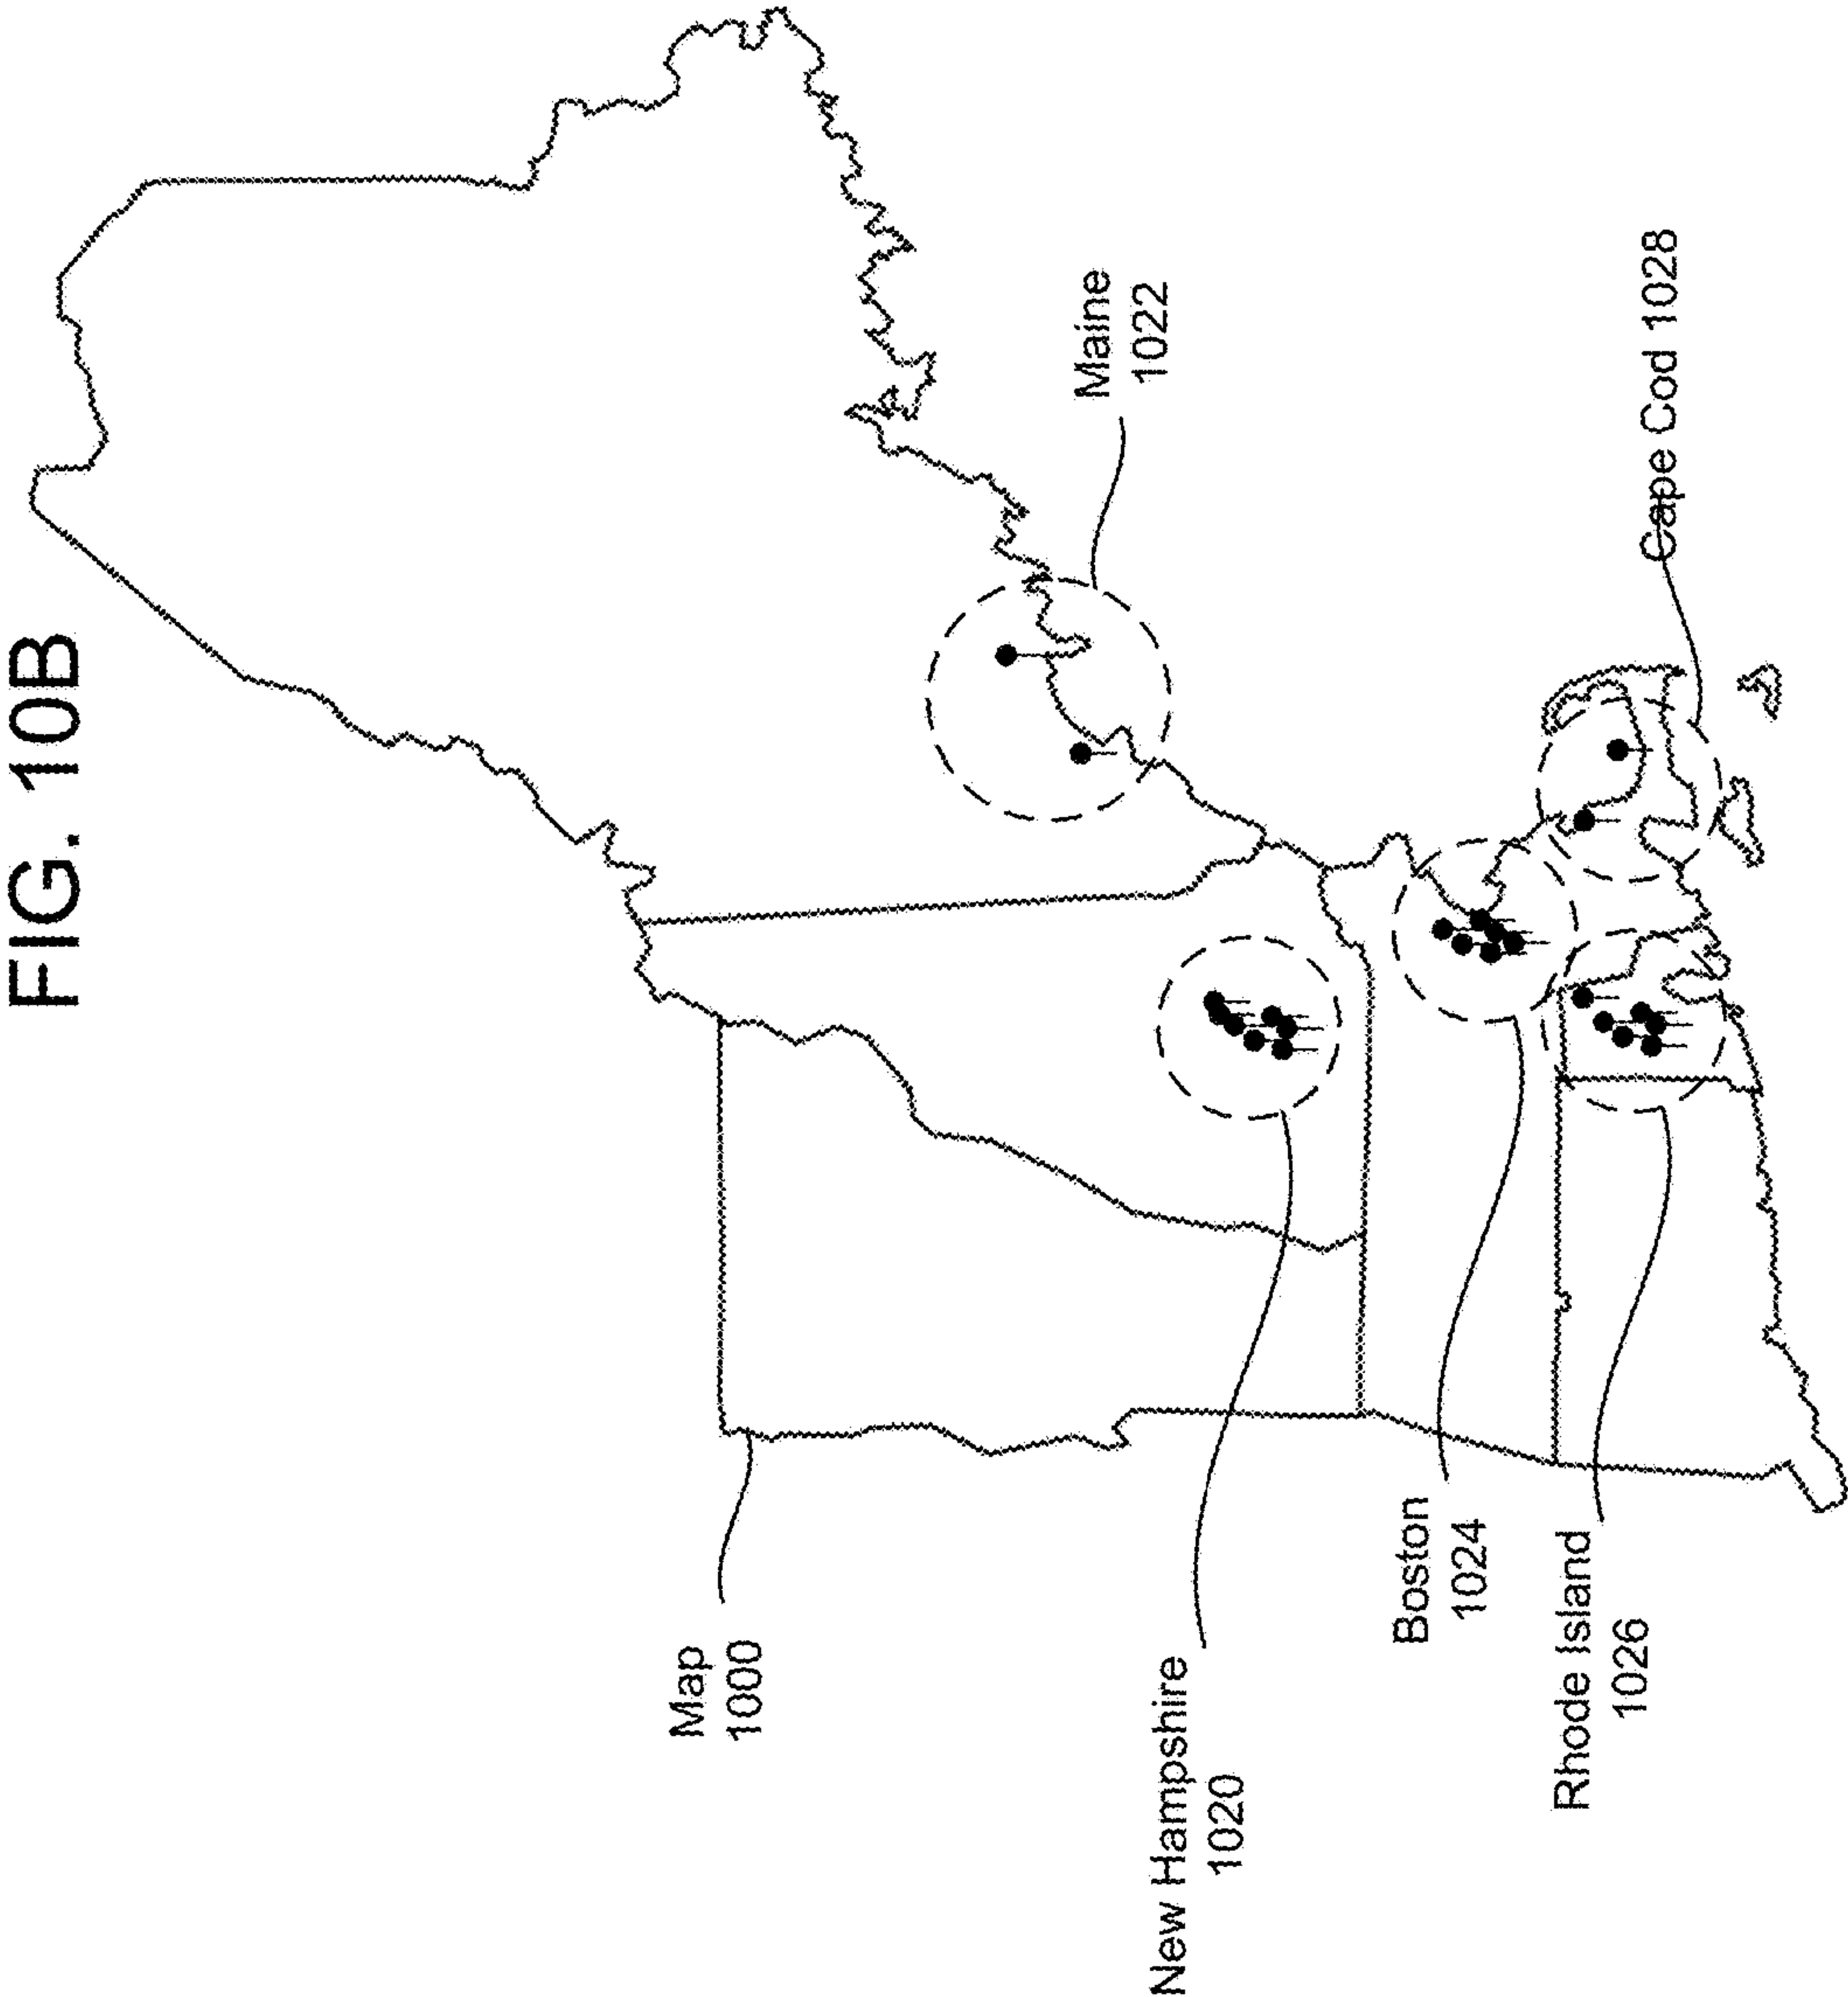 FIG. 10B
Map
1000
New Hampshire
1020
Boston
1024
Rhode Island
1026
Maine
1022
Cape Cod 1028